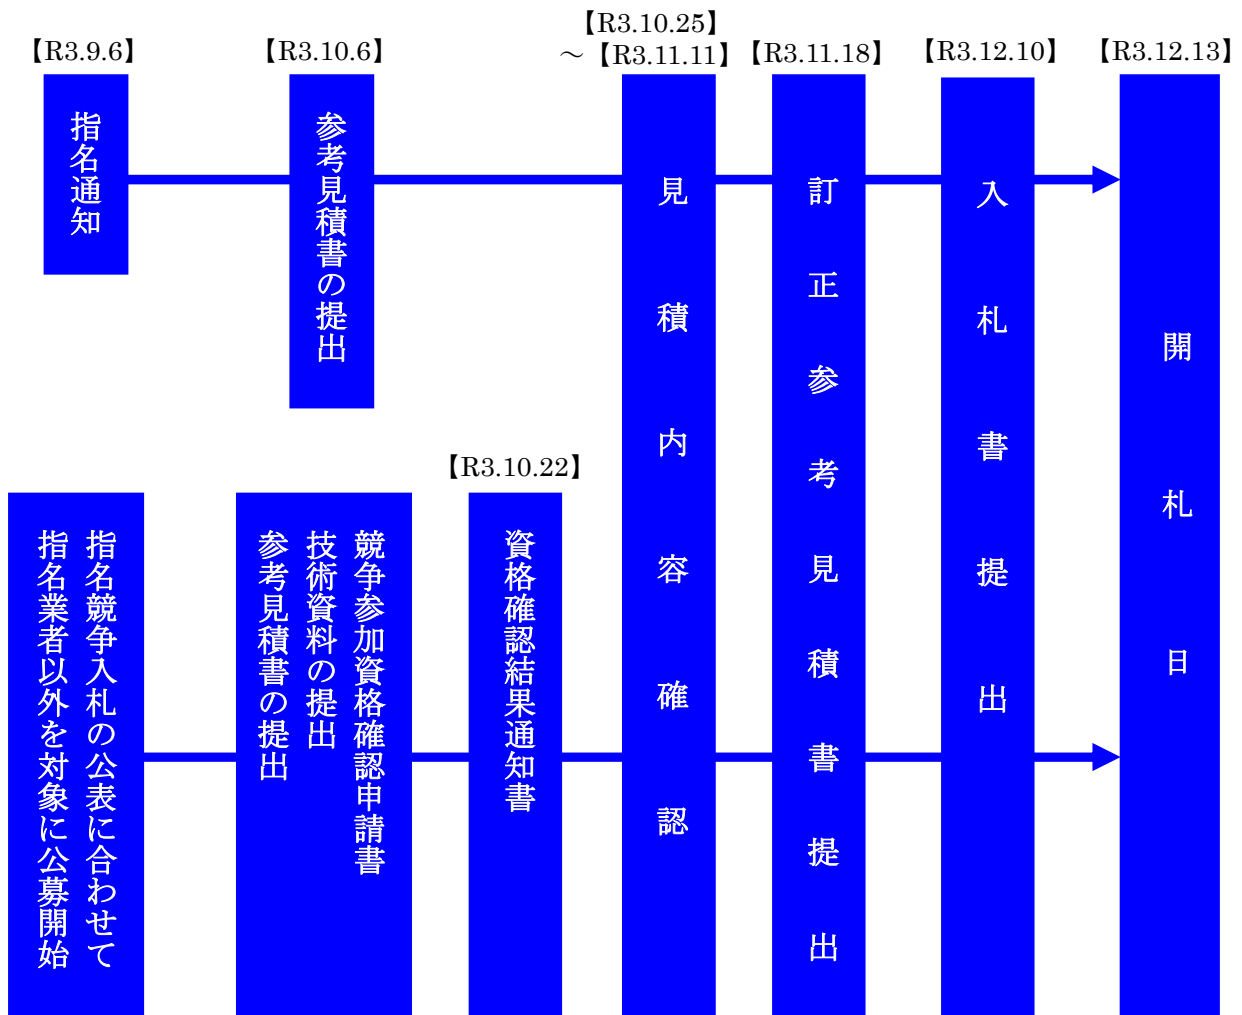 【R3.9.6】
【R3.10.6】
【R3.10.25】
～【R3.11.11】
【R3.11.18】
【R3.12.10】
【R3.12.13】
指名通知
参考見積書の提出
見積内容確認
訂正参考見積書提出
入札書提出
開札日
【R3.10.22】
指名競争入札の公表に合わせて
指名業者以外を対象に公募開始
競争参加資格確認申請書
技術資料の提出
参考見積書の提出
資格確認結果通知書